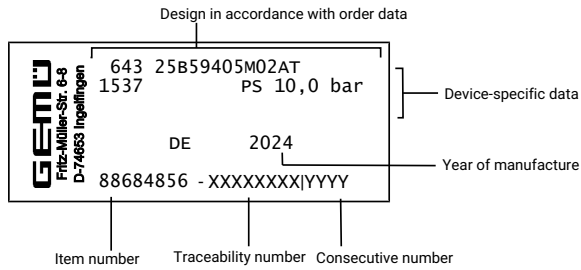 Design in accordance with order data
GEMÜ
Fritz-Müller-Str. 6-8
D-74653 Ingelfingen
643 25B59405M02AT
1537 PS 10,0 bar
Device-specific data
DE 2024
Year of manufacture
88684856 -XXXXXXXX|YYYY
Item number Traceability number Consecutive number